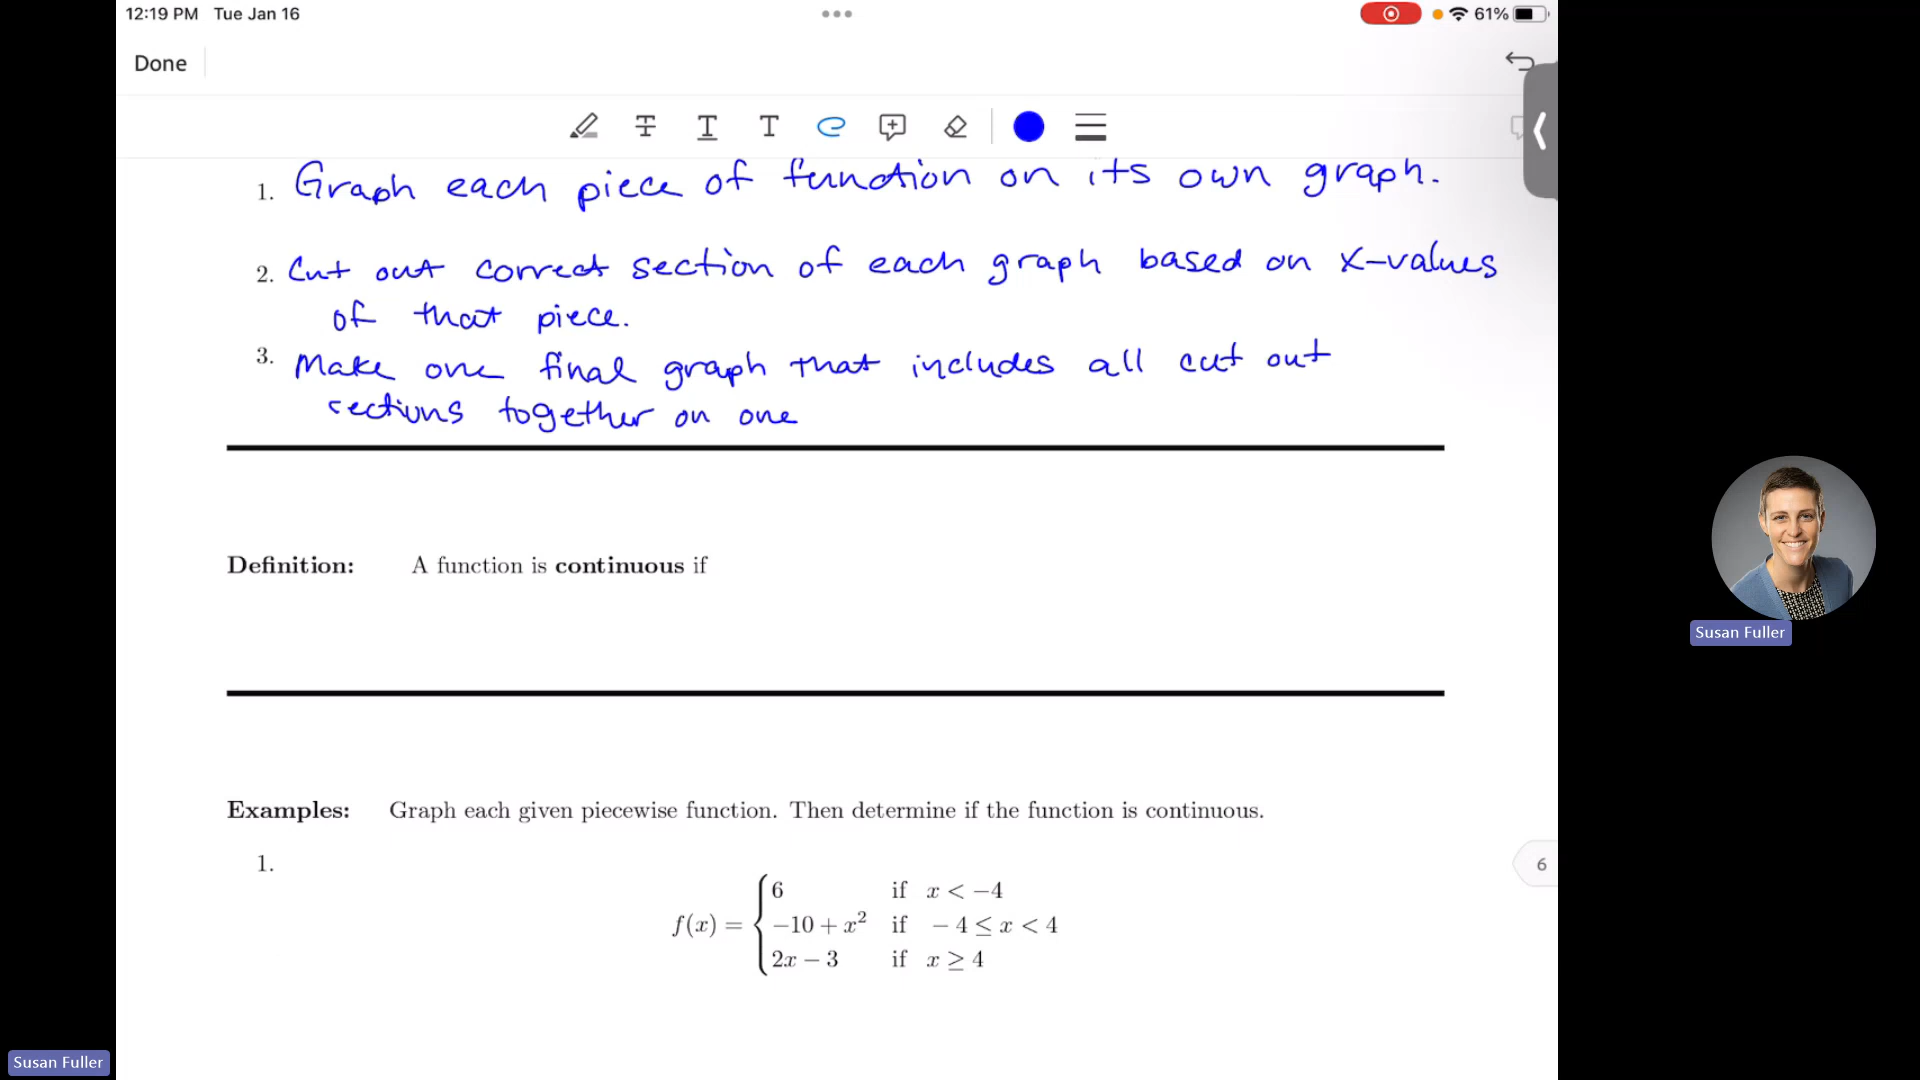 12:19 PM Tue Jan 16
61%
Done
1. Graph each piece of function on its own graph.
2. Cut out correct section of each graph based on x-values
of that piece.
3. Make one final graph that includes all cut out
sections together on one
Definition: A function is continuous if
Examples: Graph each given piecewise function. Then determine if the function is continuous.
1.
6 if x < −4
f(x) = { −10 + x² if − 4 ≤ x < 4
2x − 3 if x ≥ 4
6
Susan Fuller
Susan Fuller